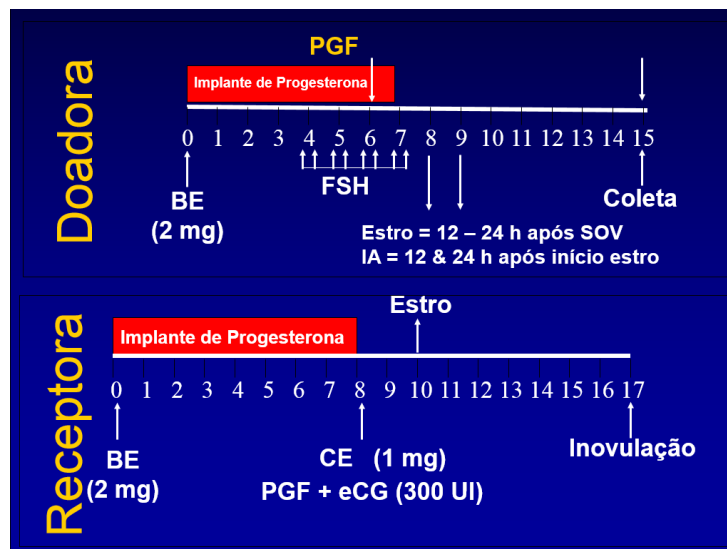 Doadora
PGF
Implante de Progesterona
0 1 2 3 4 5 6 7 8 9 10 11 12 13 14 15
BE
(2 mg)
FSH
Coleta
Estro = 12 – 24 h após SOV
IA = 12 & 24 h após início estro
Receptora
Estro
Implante de Progesterona
0 1 2 3 4 5 6 7 8 9 10 11 12 13 14 15 16 17
BE
(2 mg)
CE (1 mg)
PGF + eCG (300 UI)
Inovulação